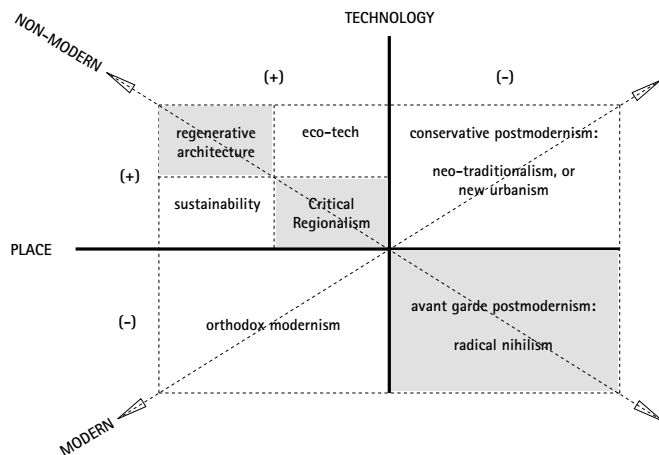 TECHNOLOGY
NON-MODERN
(+)
(-)
regenerative
architecture
eco-tech
conservative postmodernism:
neo-traditionalism, or
new urbanism
(+)
sustainability
Critical
Regionalism
PLACE
(-)
orthodox modernism
avant garde postmodernism:
radical nihilism
MODERN